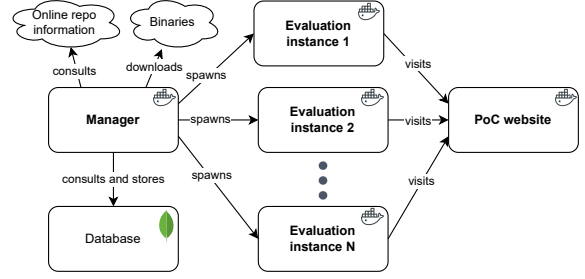 Online repo
information
Binaries
consults
downloads
Manager
spawns
spawns
spawns
Evaluation
instance 1
Evaluation
instance 2
Evaluation
instance N
visits
visits
visits
PoC website
consults and stores
Database